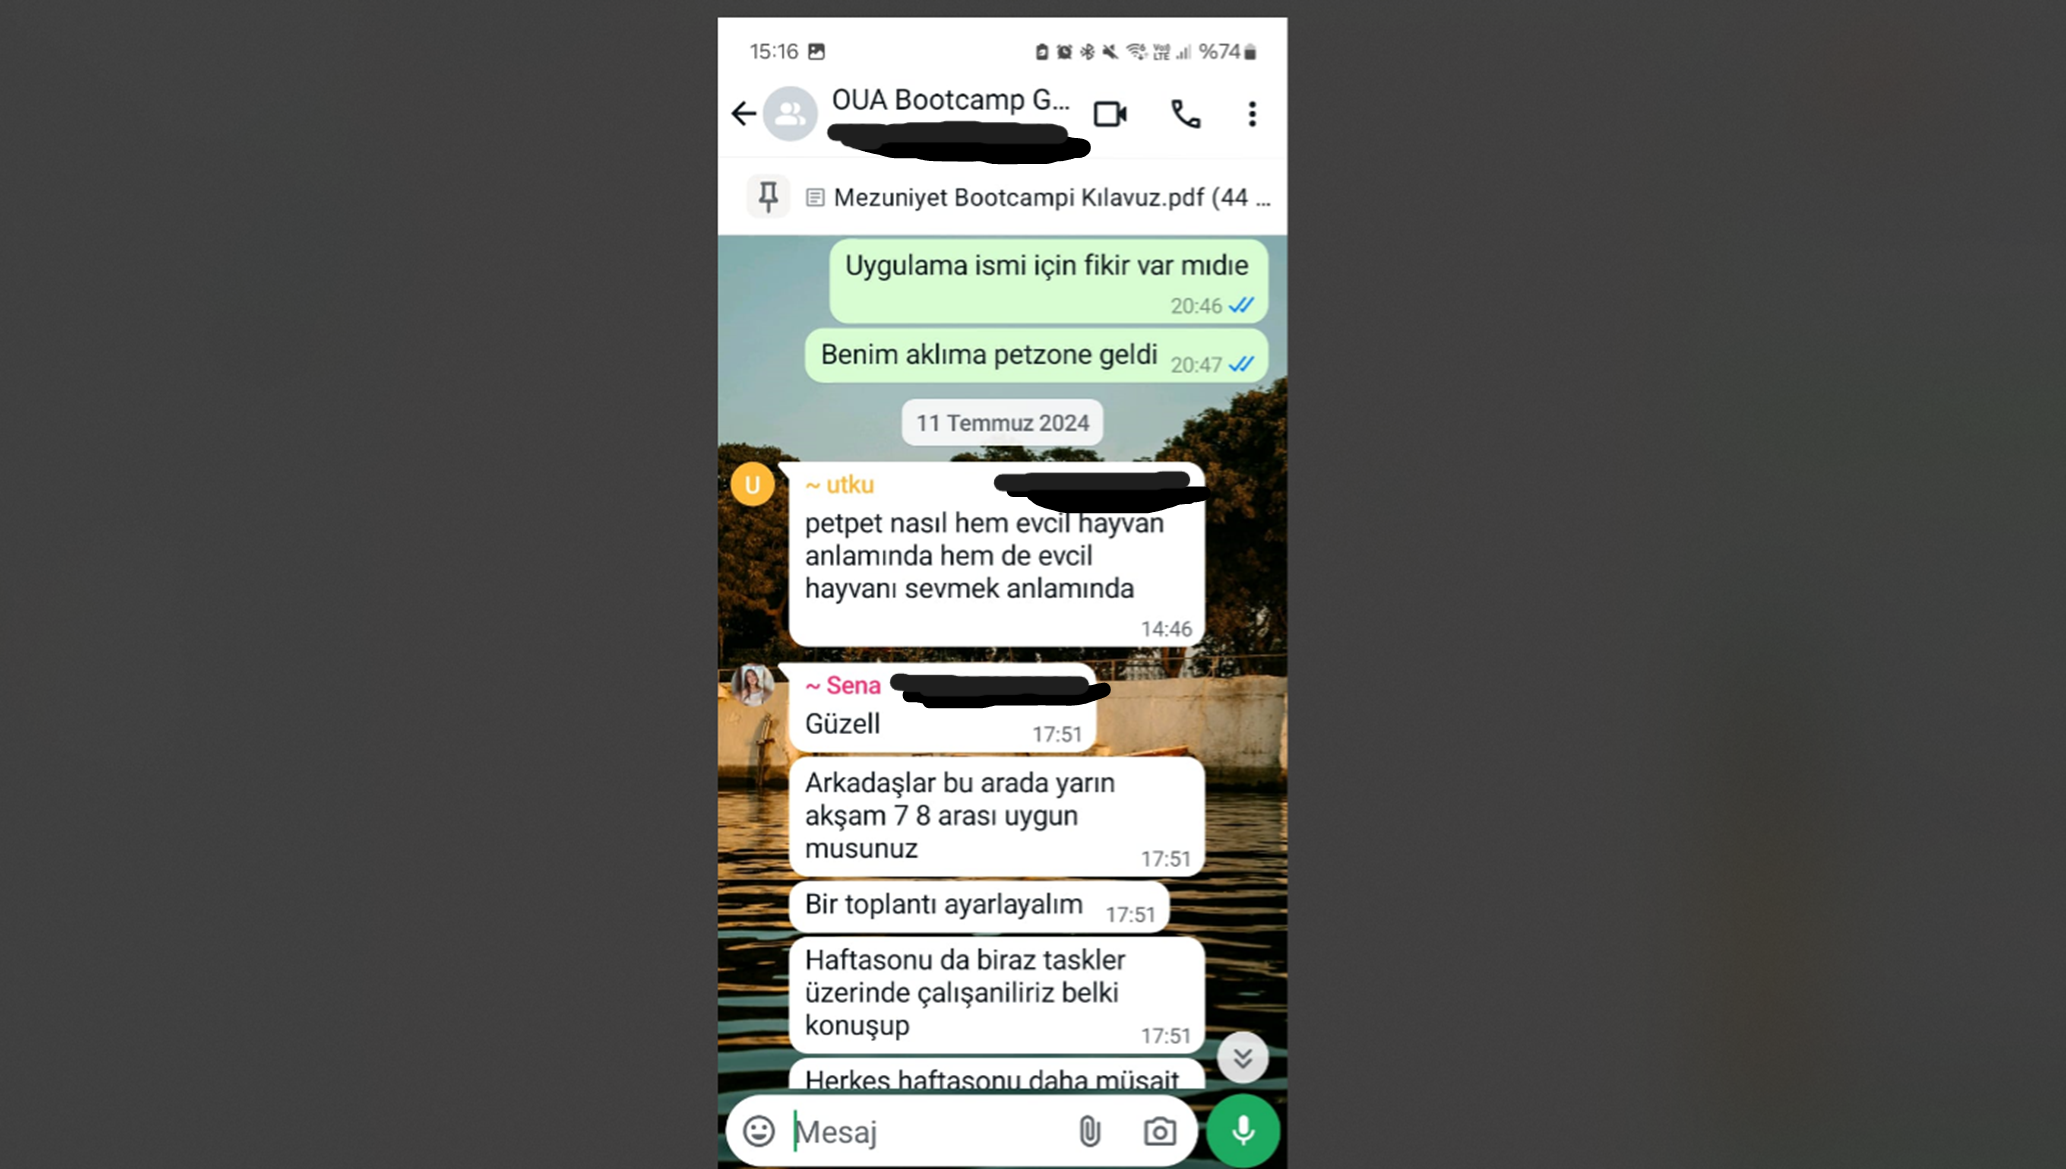 15:16
%74
OUA Bootcamp G...
Mezuniyet Bootcampi Kılavuz.pdf (44 ...
Uygulama ismi için fikir var mıdıe
20:46
Benim aklıma petzone geldi
20:47
11 Temmuz 2024
U
~ utku
petpet nasıl hem evcil hayvan
anlamında hem de evcil
hayvanı sevmek anlamında
14:46
~ Sena
Güzell
17:51
Arkadaşlar bu arada yarın
akşam 7 8 arası uygun
musunuz
17:51
Bir toplantı ayarlayalım
17:51
Haftasonu da biraz taskler
üzerinde çalışaniliriz belki
konuşup
17:51
Herkes haftasonu daha müsait
Mesaj